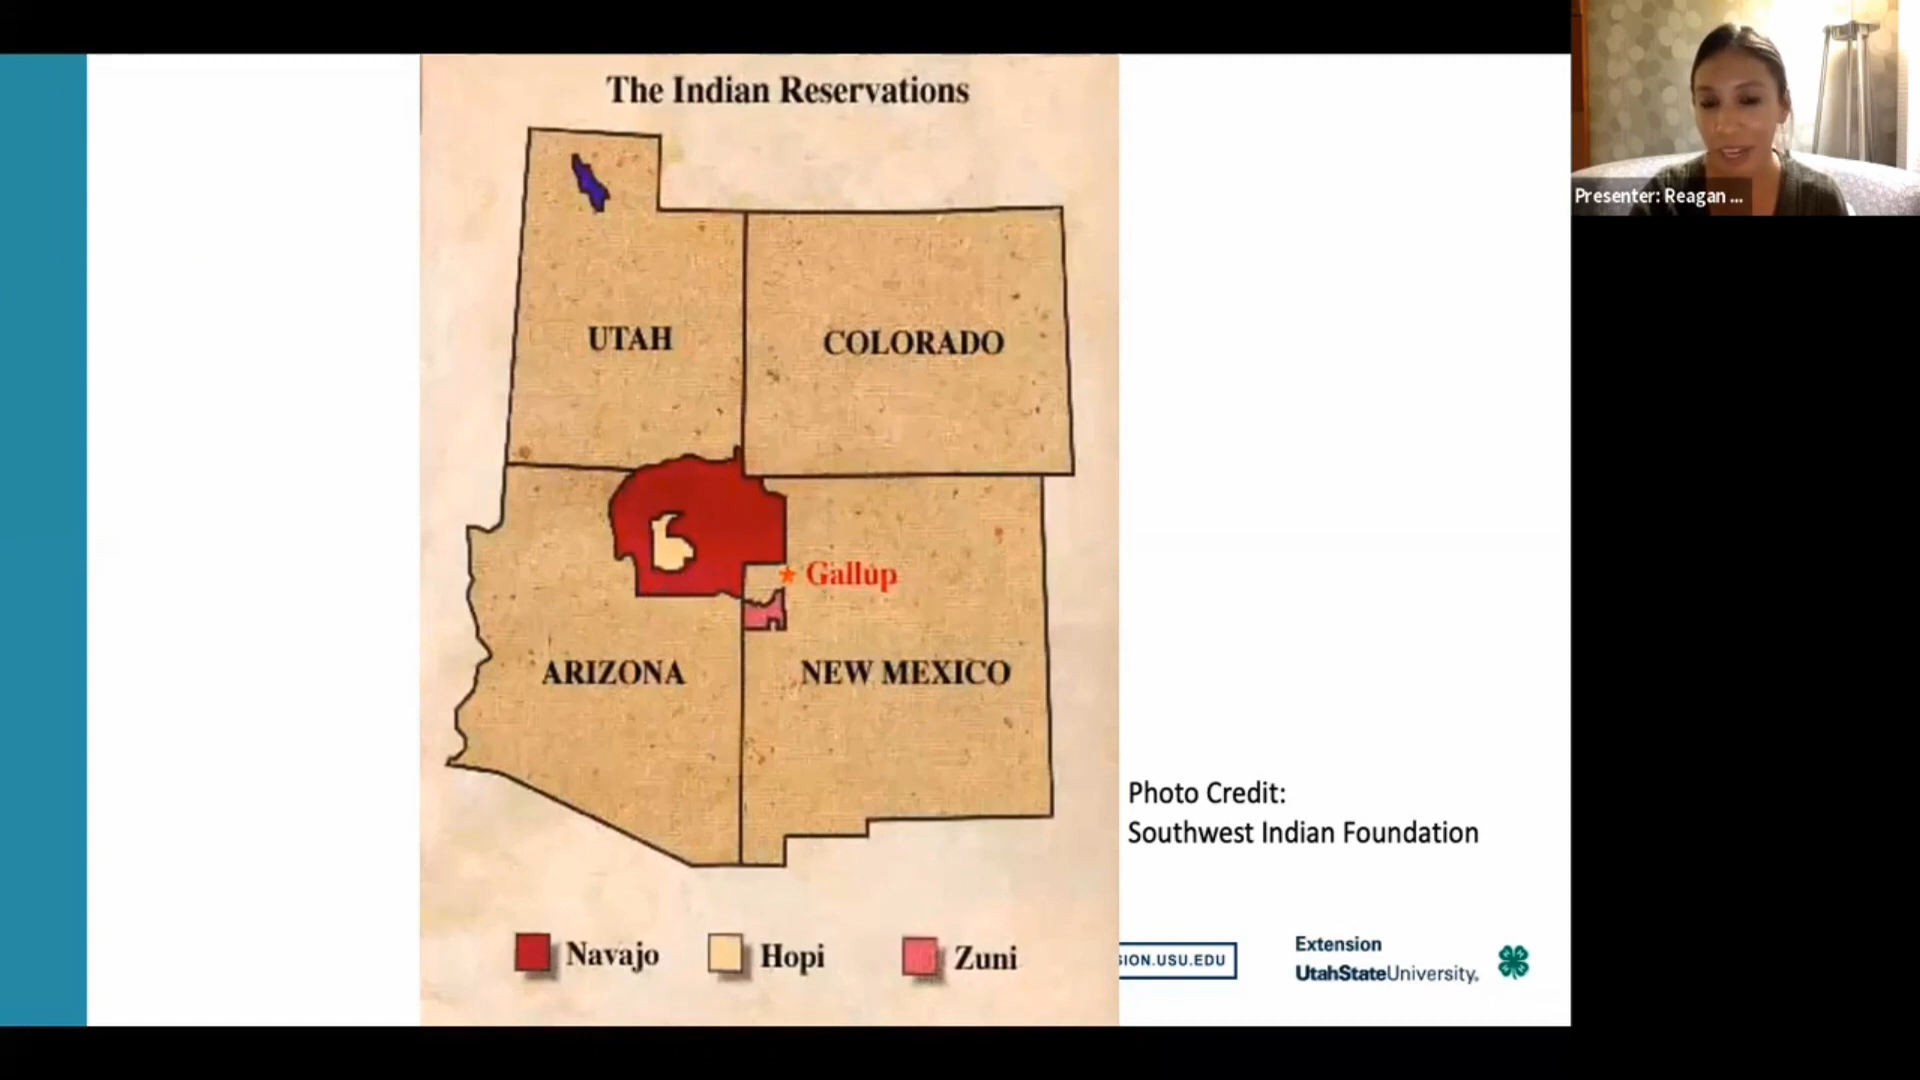 The Indian Reservations
Presenter: Reagan ...
UTAH
COLORADO
Gallup
ARIZONA
NEW MEXICO
Photo Credit:
Southwest Indian Foundation
Navajo
Hopi
Zuni
SION.USU.EDU
Extension
UtahStateUniversity.